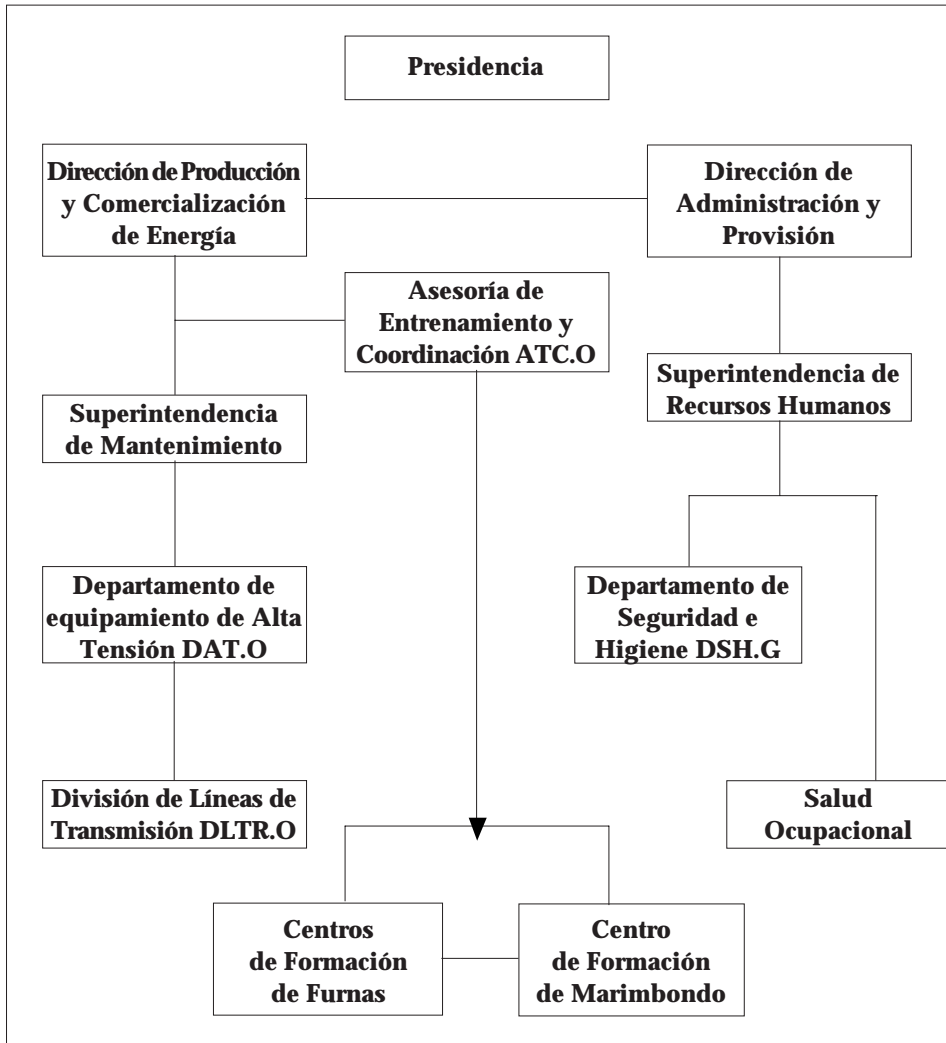 Presidencia
Dirección de Producción
y Comercialización
de Energía
Dirección de
Administración y
Provisión
Asesoría de
Entrenamiento y
Coordinación ATC.O
Superintendencia de
Recursos Humanos
Superintendencia
de Mantenimiento
Departamento de
equipamiento de Alta
Tensión DAT.O
Departamento de
Seguridad e
Higiene DSH.G
División de Líneas de
Transmisión DLTR.O
Salud
Ocupacional
Centros
de Formación
de Furnas
Centro
de Formación
de Marimbondo